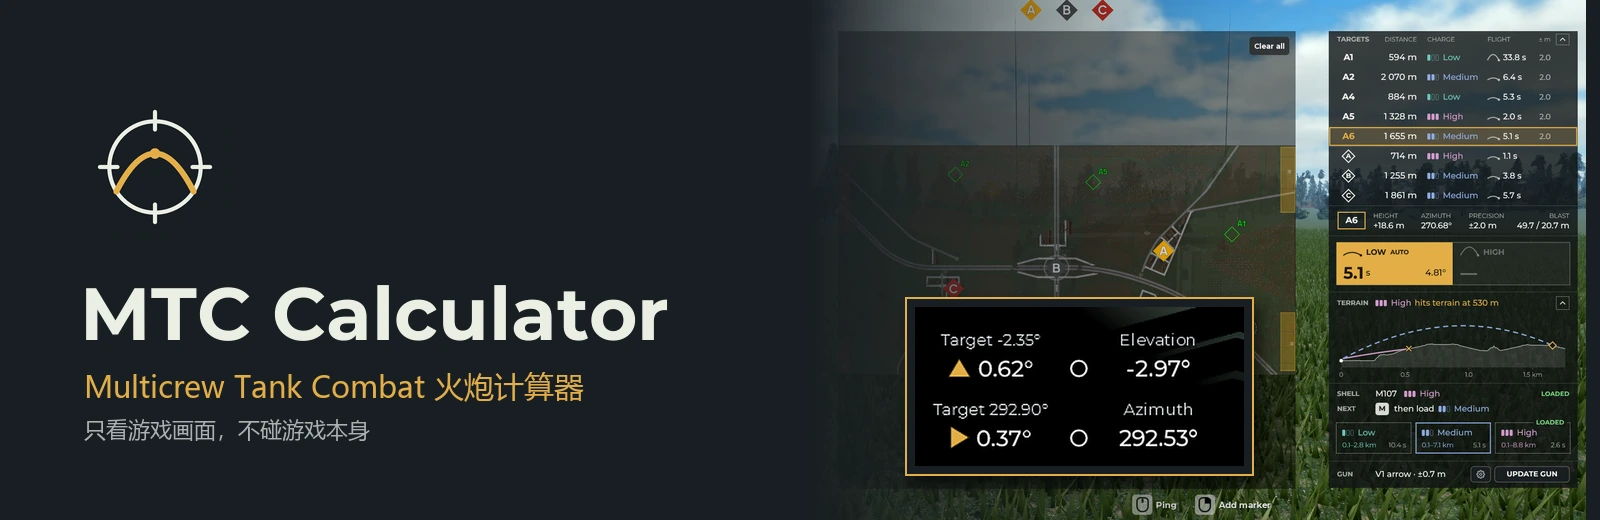 MTC Calculator
Multicrew Tank Combat 火炮计算器
只看游戏画面，不碰游戏本身
A B C
Clear all
A2
A5
A1
A
B
C
Target -2.35° Elevation
0.62° -2.97°
Target 292.90° Azimuth
0.37° 292.53°
Ping Add marker
TARGETS DISTANCE CHARGE FLIGHT ± m
A1 594 m Low 33.8 s 2.0
A2 2 070 m Medium 6.4 s 2.0
A4 884 m Low 5.3 s 2.0
A5 1 328 m High 2.0 s 2.0
A6 1 655 m Medium 5.1 s 2.0
A 714 m High 1.1 s
B 1 255 m Medium 3.8 s
C 1 861 m Medium 5.7 s
A6 HEIGHT AZIMUTH PRECISION BLAST
+18.6 m 270.68° ±2.0 m 49.7 / 20.7 m
LOW AUTO HIGH
5.1 s 4.81°
TERRAIN High hits terrain at 530 m
0 0.5 1.0 1.5 km
SHELL M107 High LOADED
NEXT M then load Medium
LOADED
Low Medium High
0.1-2.8 km 10.4 s 0.1-7.1 km 5.1 s 0.1-8.8 km 2.6 s
GUN V1 arrow · ±0.7 m UPDATE GUN